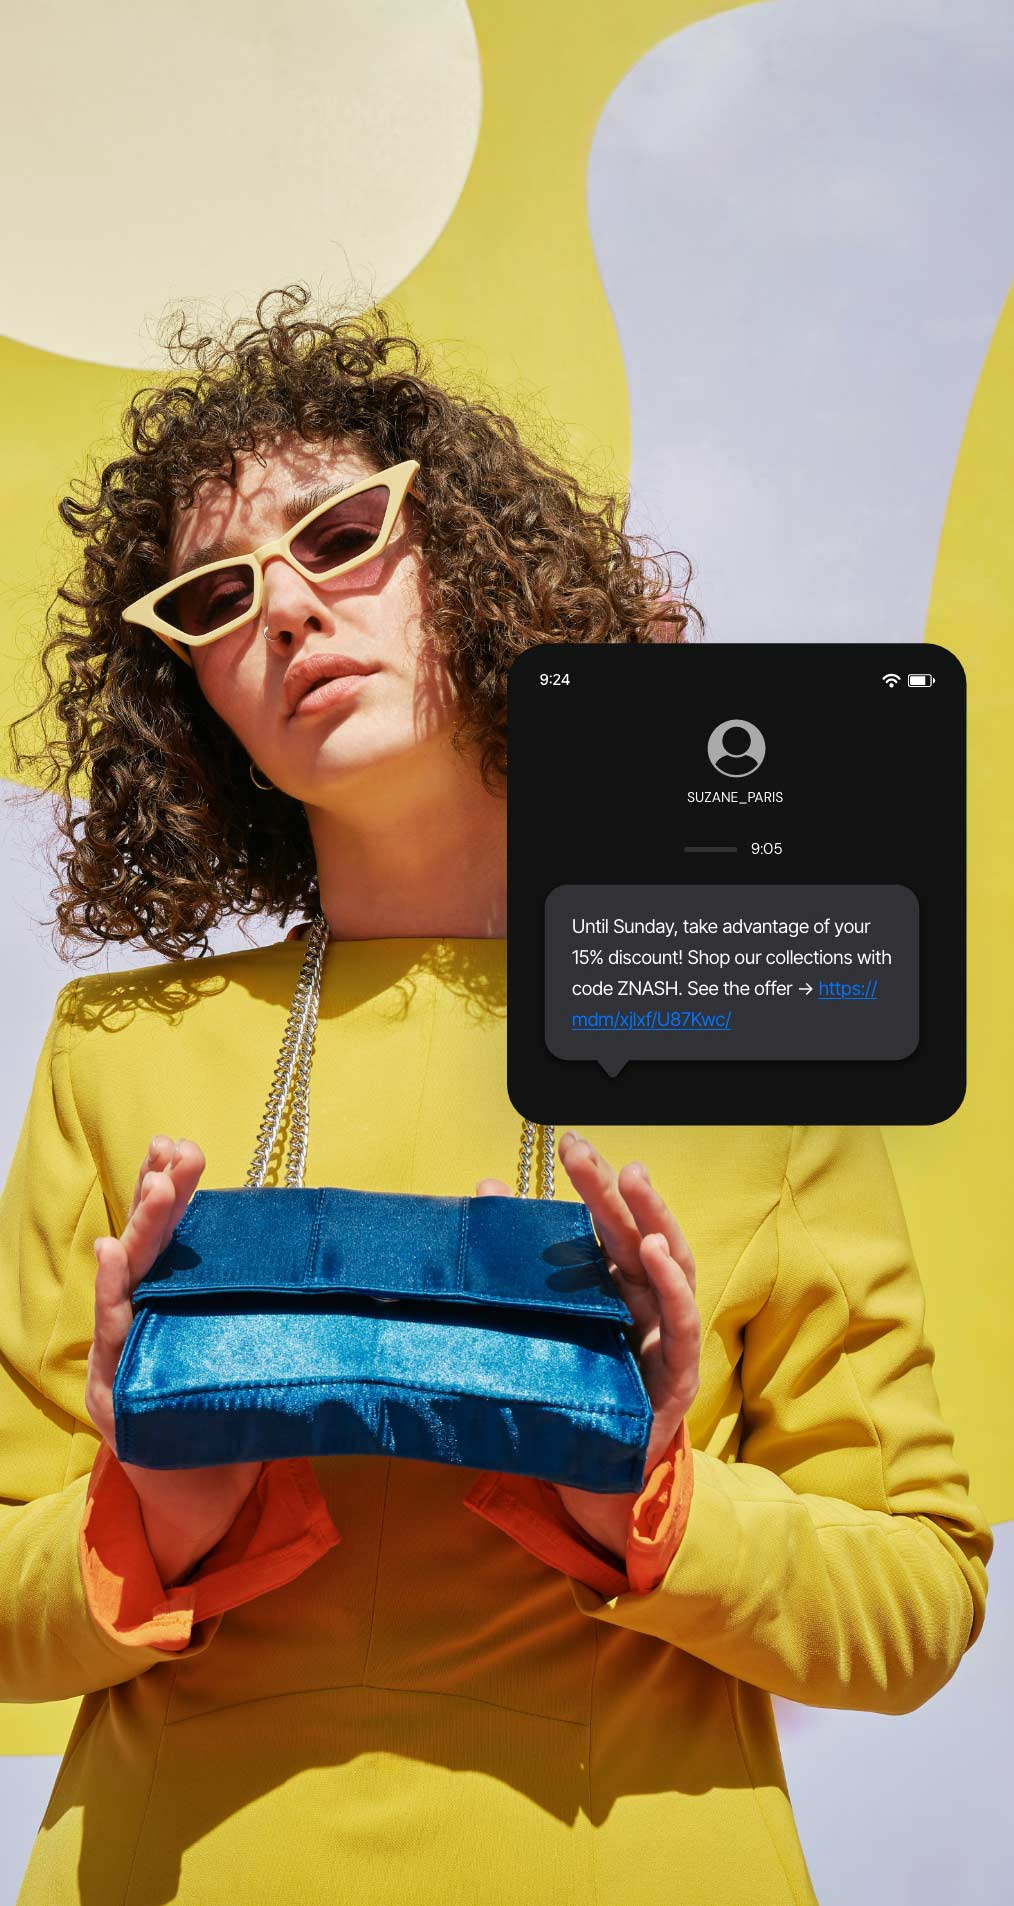 9:24
SUZANE_PARIS
9:05
Until Sunday, take advantage of your
15% discount! Shop our collections with
code ZNASH. See the offer → https://
mdm/xjlxf/U87Kwc/